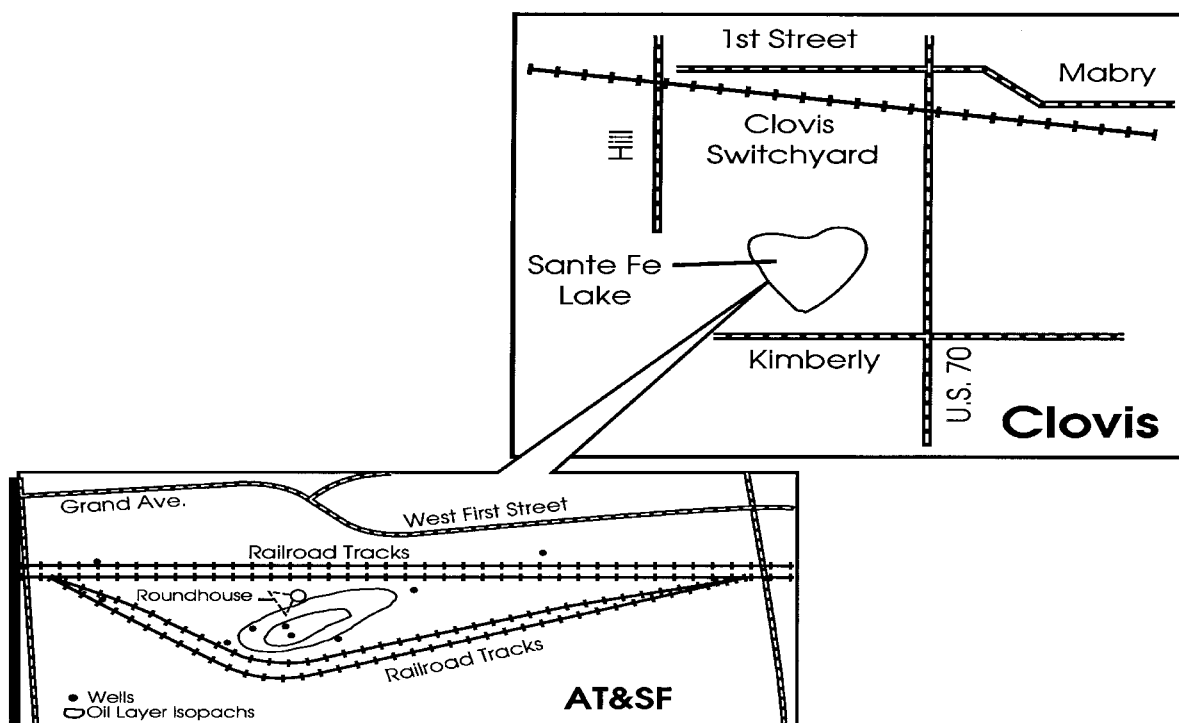 1st Street
Mabry
Hill
Clovis
Switchyard
Sante Fe
Lake
Kimberly
U.S. 70
Clovis
Grand Ave.
West First Street
Railroad Tracks
Roundhouse
Railroad Tracks
Wells
Oil Layer Isopachs
AT&SF